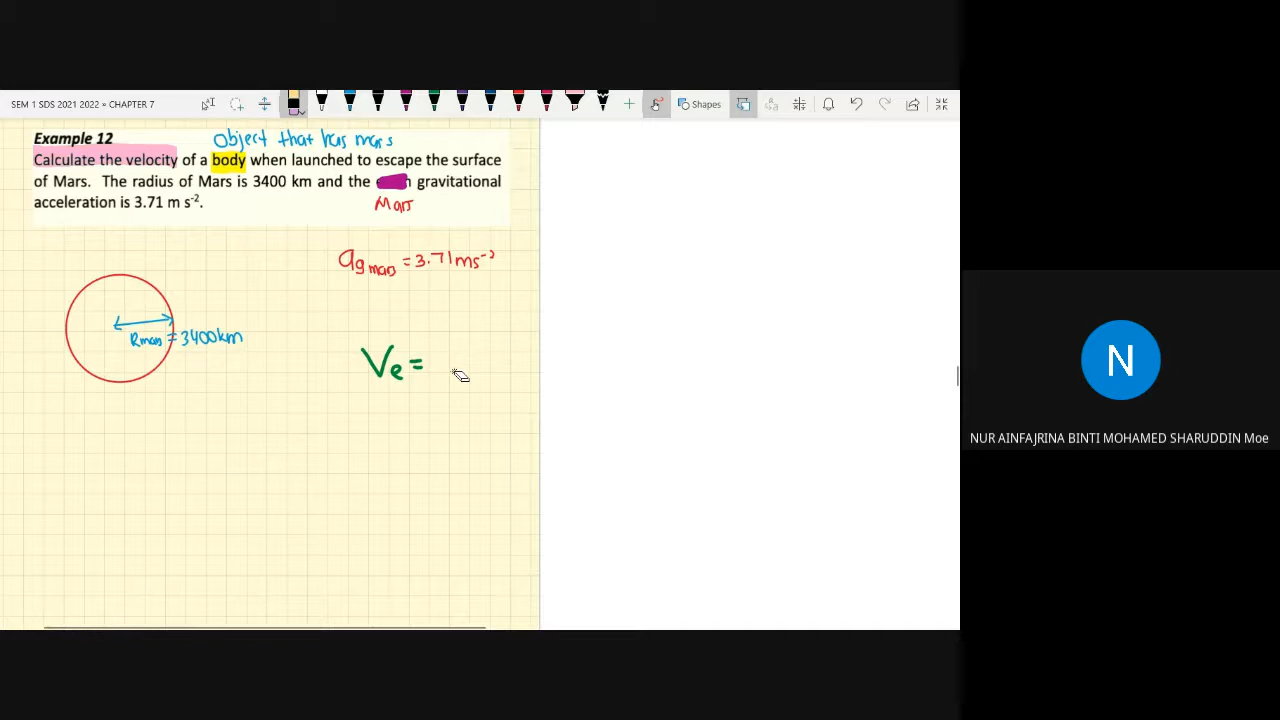 SEM 1 SDS 2021 2022 » CHAPTER 7
Shapes
Example 12
Object that has mass
Calculate the velocity of a body when launched to escape the surface
of Mars. The radius of Mars is 3400 km and the gravitational
acceleration is 3.71 m s⁻².
Mars
ag mars = 3.71 ms⁻²
Rmars = 3400km
Ve =
N
NUR AINFAJRINA BINTI MOHAMED SHARUDDIN Moe